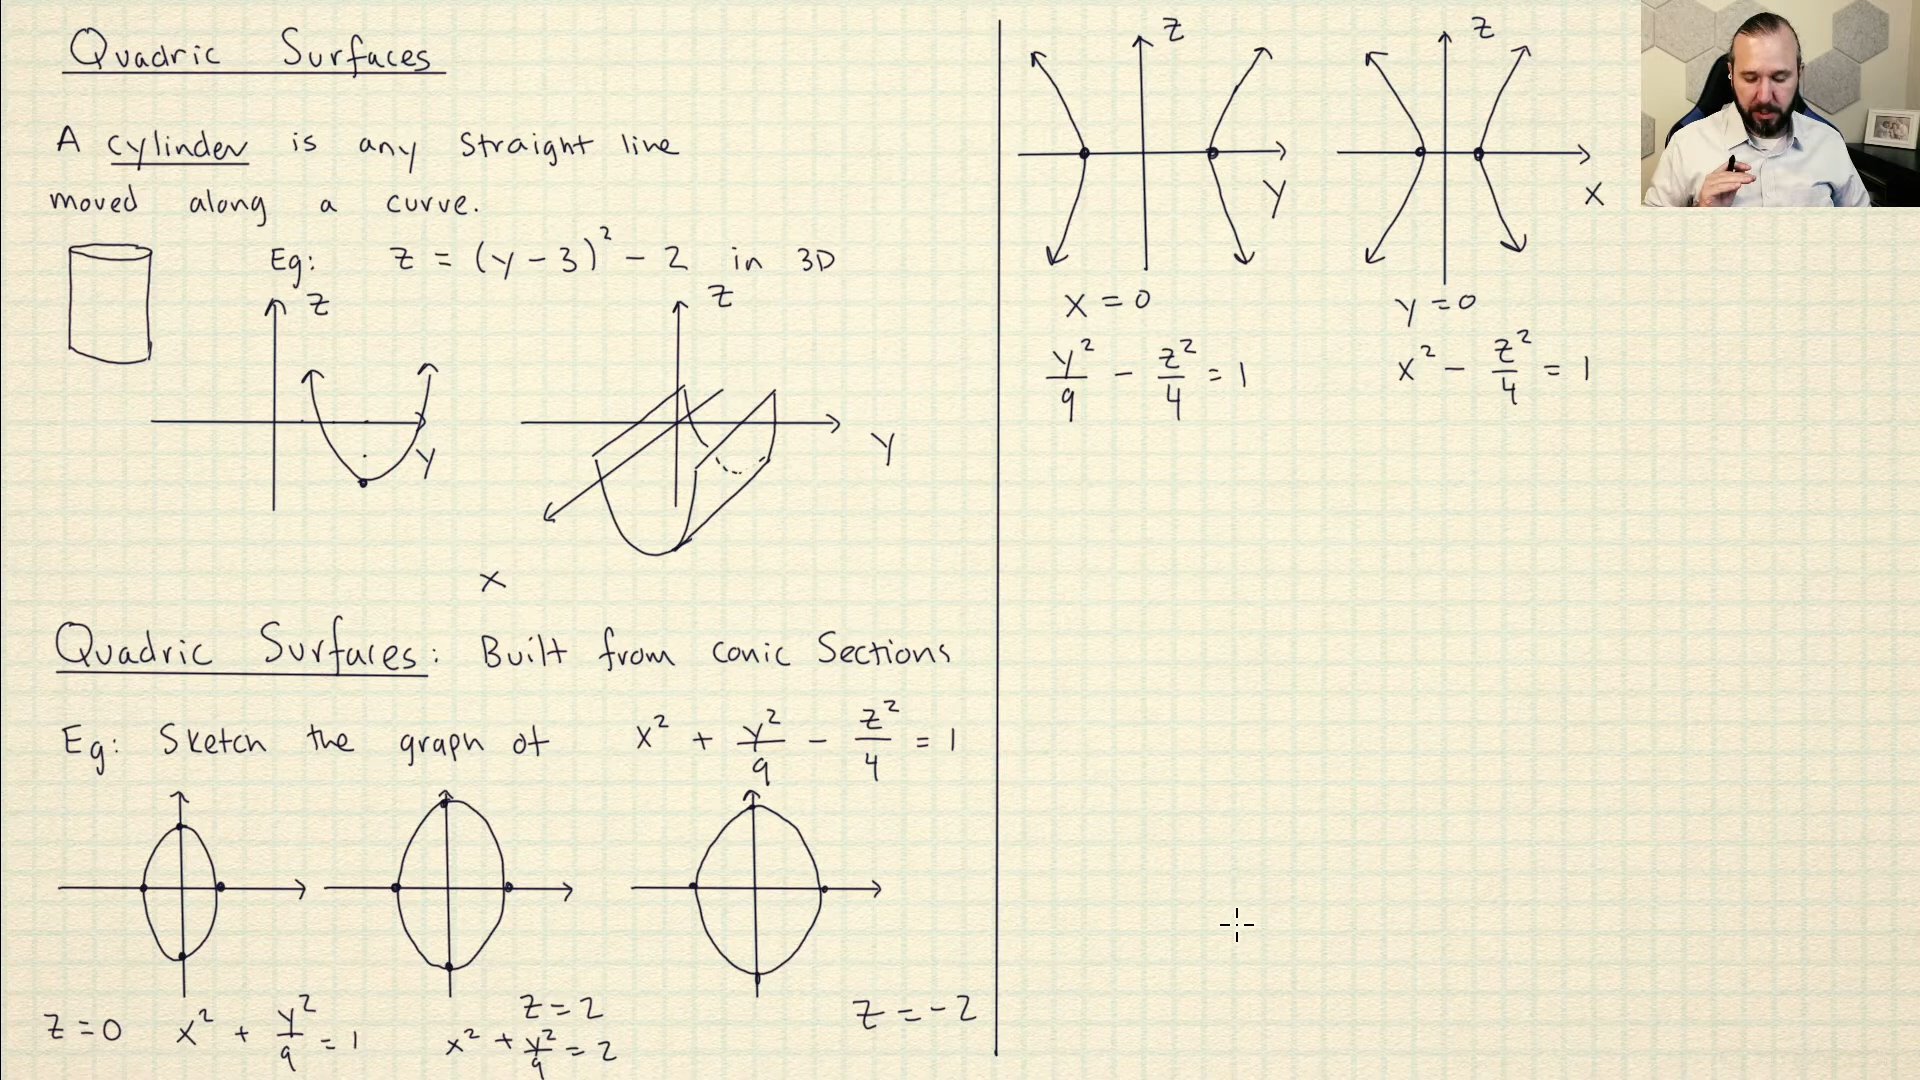 Quadric Surfaces
A cylinder is any straight line
moved along a curve.
Eg: z = (y - 3)² - 2 in 3D
z
y
z
y
x
Quadric Surfaces: Built from conic Sections
Eg: Sketch the graph of x² + y²/9 - z²/4 = 1
z = 0 x² + y²/9 = 1
z = 2
x² + y²/9 = 2
z = -2
z
y
x = 0
y²/9 - z²/4 = 1
z
x
y = 0
x² - z²/4 = 1